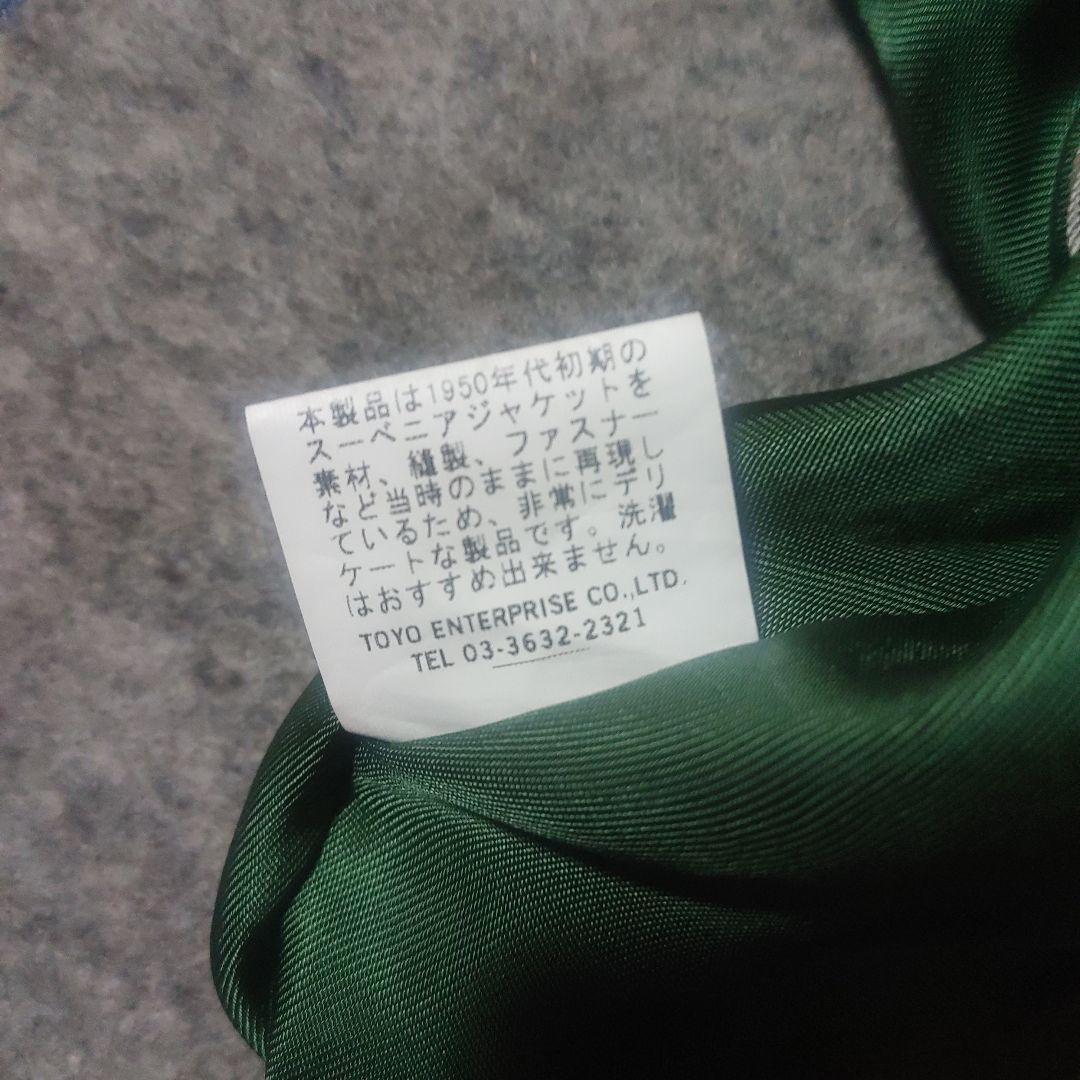 本製品は1950年代初期の
スーベニアジャケットを
素材、縫製、ファスナー
など当時のままに再現し
ているため、非常にデリ
ケートな製品です。洗濯
はおすすめ出来ません。
TOYO ENTERPRISE CO.,LTD.
TEL 03-3632-2321